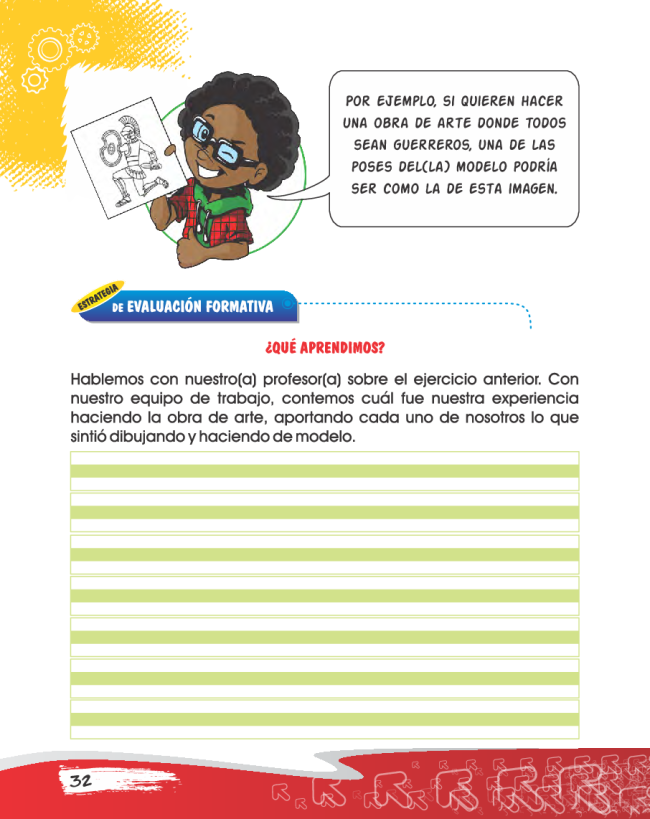 POR EJEMPLO, SI QUIEREN HACER
UNA OBRA DE ARTE DONDE TODOS
SEAN GUERREROS, UNA DE LAS
POSES DEL(LA) MODELO PODRÍA
SER COMO LA DE ESTA IMAGEN.
ESTRATEGIA
DE EVALUACIÓN FORMATIVA
¿QUÉ APRENDIMOS?
Hablemos con nuestro(a) profesor(a) sobre el ejercicio anterior. Con
nuestro equipo de trabajo, contemos cuál fue nuestra experiencia
haciendo la obra de arte, aportando cada uno de nosotros lo que
sintió dibujando y haciendo de modelo.
32